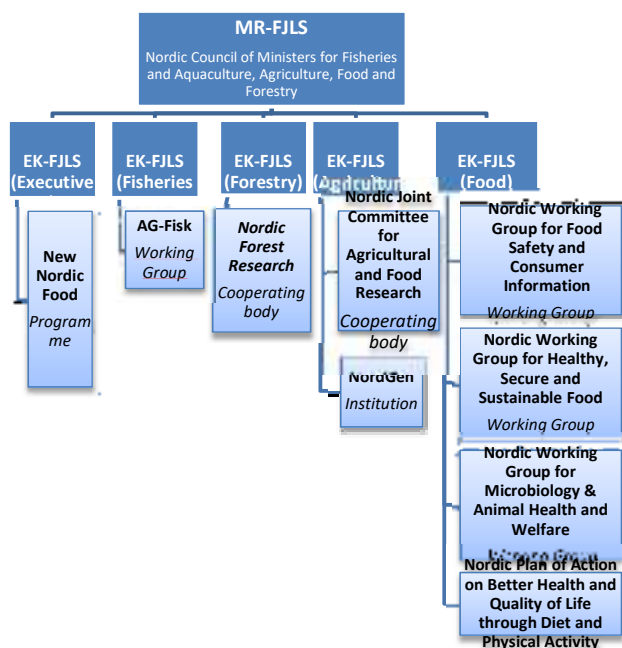 MR-FJLS
Nordic Council of Ministers for Fisheries
and Aquaculture, Agriculture, Food and
Forestry
EK-FJLS
(Executive
EK-FJLS
(Fisheries
EK-FJLS
(Forestry)
EK-FJLS
EK-FJLS
(Food)
New
Nordic
Food
Program
me
AG-Fisk
Working
Group
Nordic
Forest
Research
Cooperating
body
Nordic Joint
Committee
for
Agricultural
and Food
Research
Cooperating
body
NordGen
Institution
Nordic Working
Group for Food
Safety and
Consumer
Information
Working Group
Nordic Working
Group for Healthy,
Secure and
Sustainable Food
Working Group
Nordic Working
Group for
Microbiology &
Animal Health and
Welfare
Nordic Plan of Action
on Better Health and
Quality of Life
through Diet and
Physical Activity